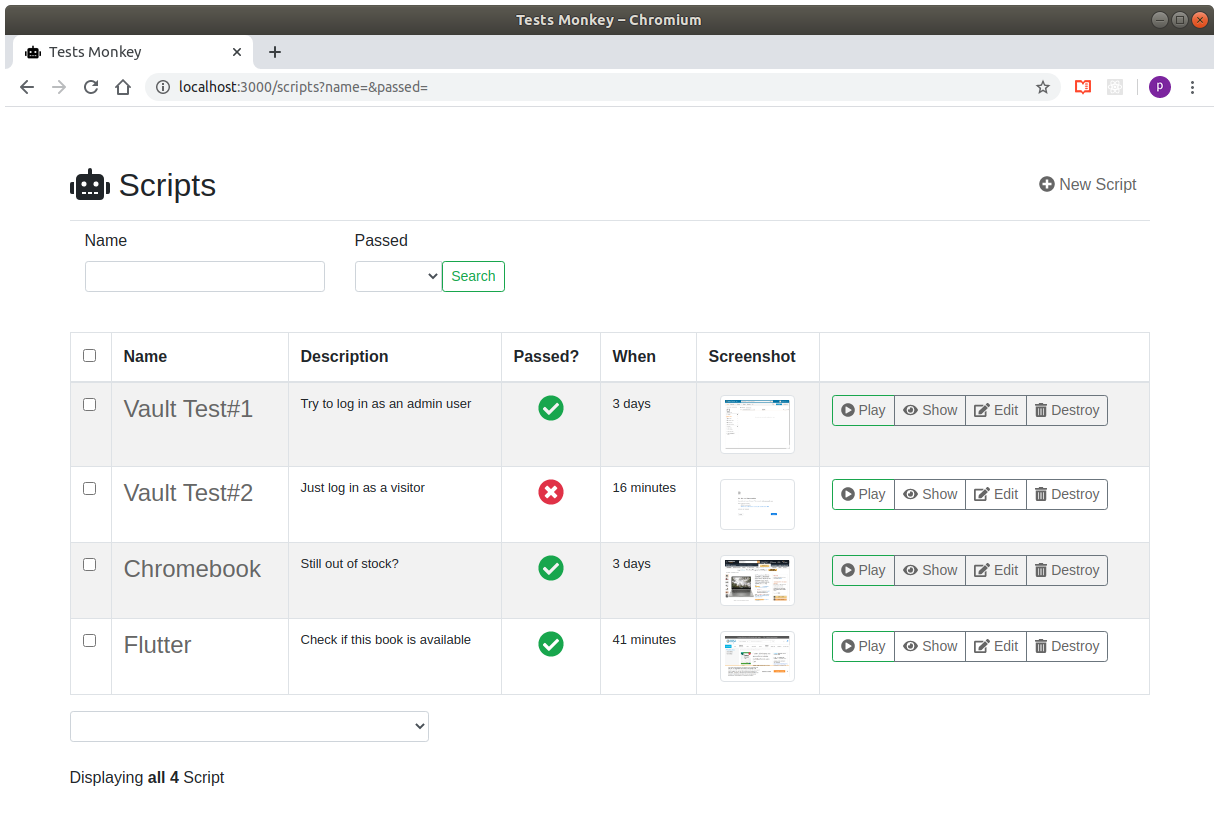 Tests Monkey – Chromium
Tests Monkey
localhost:3000/scripts?name=&passed=
p
Scripts
New Script
Name Passed
Search
Name Description Passed? When Screenshot
Vault Test#1 Try to log in as an admin user 3 days Play Show Edit Destroy
Vault Test#2 Just log in as a visitor 16 minutes Play Show Edit Destroy
Chromebook Still out of stock? 3 days Play Show Edit Destroy
Flutter Check if this book is available 41 minutes Play Show Edit Destroy
Displaying all 4 Script